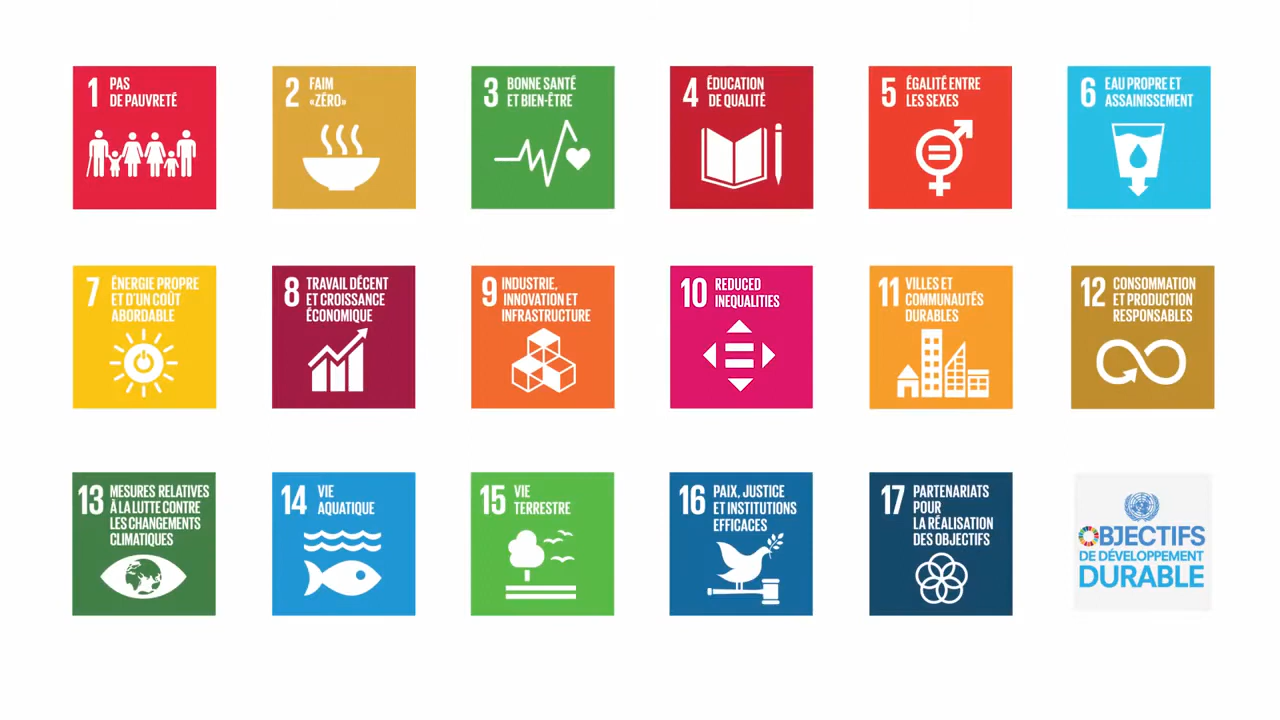 1 PAS
DE PAUVRETÉ
2 FAIM
«ZÉRO»
3 BONNE SANTÉ
ET BIEN-ÊTRE
4 ÉDUCATION
DE QUALITÉ
5 ÉGALITÉ ENTRE
LES SEXES
6 EAU PROPRE ET
ASSAINISSEMENT
7 ÉNERGIE PROPRE
ET D'UN COÛT
ABORDABLE
8 TRAVAIL DÉCENT
ET CROISSANCE
ÉCONOMIQUE
9 INDUSTRIE,
INNOVATION ET
INFRASTRUCTURE
10 REDUCED
INEQUALITIES
11 VILLES ET
COMMUNAUTÉS
DURABLES
12 CONSOMMATION
ET PRODUCTION
RESPONSABLES
13 MESURES RELATIVES
À LA LUTTE CONTRE
LES CHANGEMENTS
CLIMATIQUES
14 VIE
AQUATIQUE
15 VIE
TERRESTRE
16 PAIX, JUSTICE
ET INSTITUTIONS
EFFICACES
17 PARTENARIATS
POUR
LA RÉALISATION
DES OBJECTIFS
OBJECTIFS
DE DÉVELOPPEMENT
DURABLE